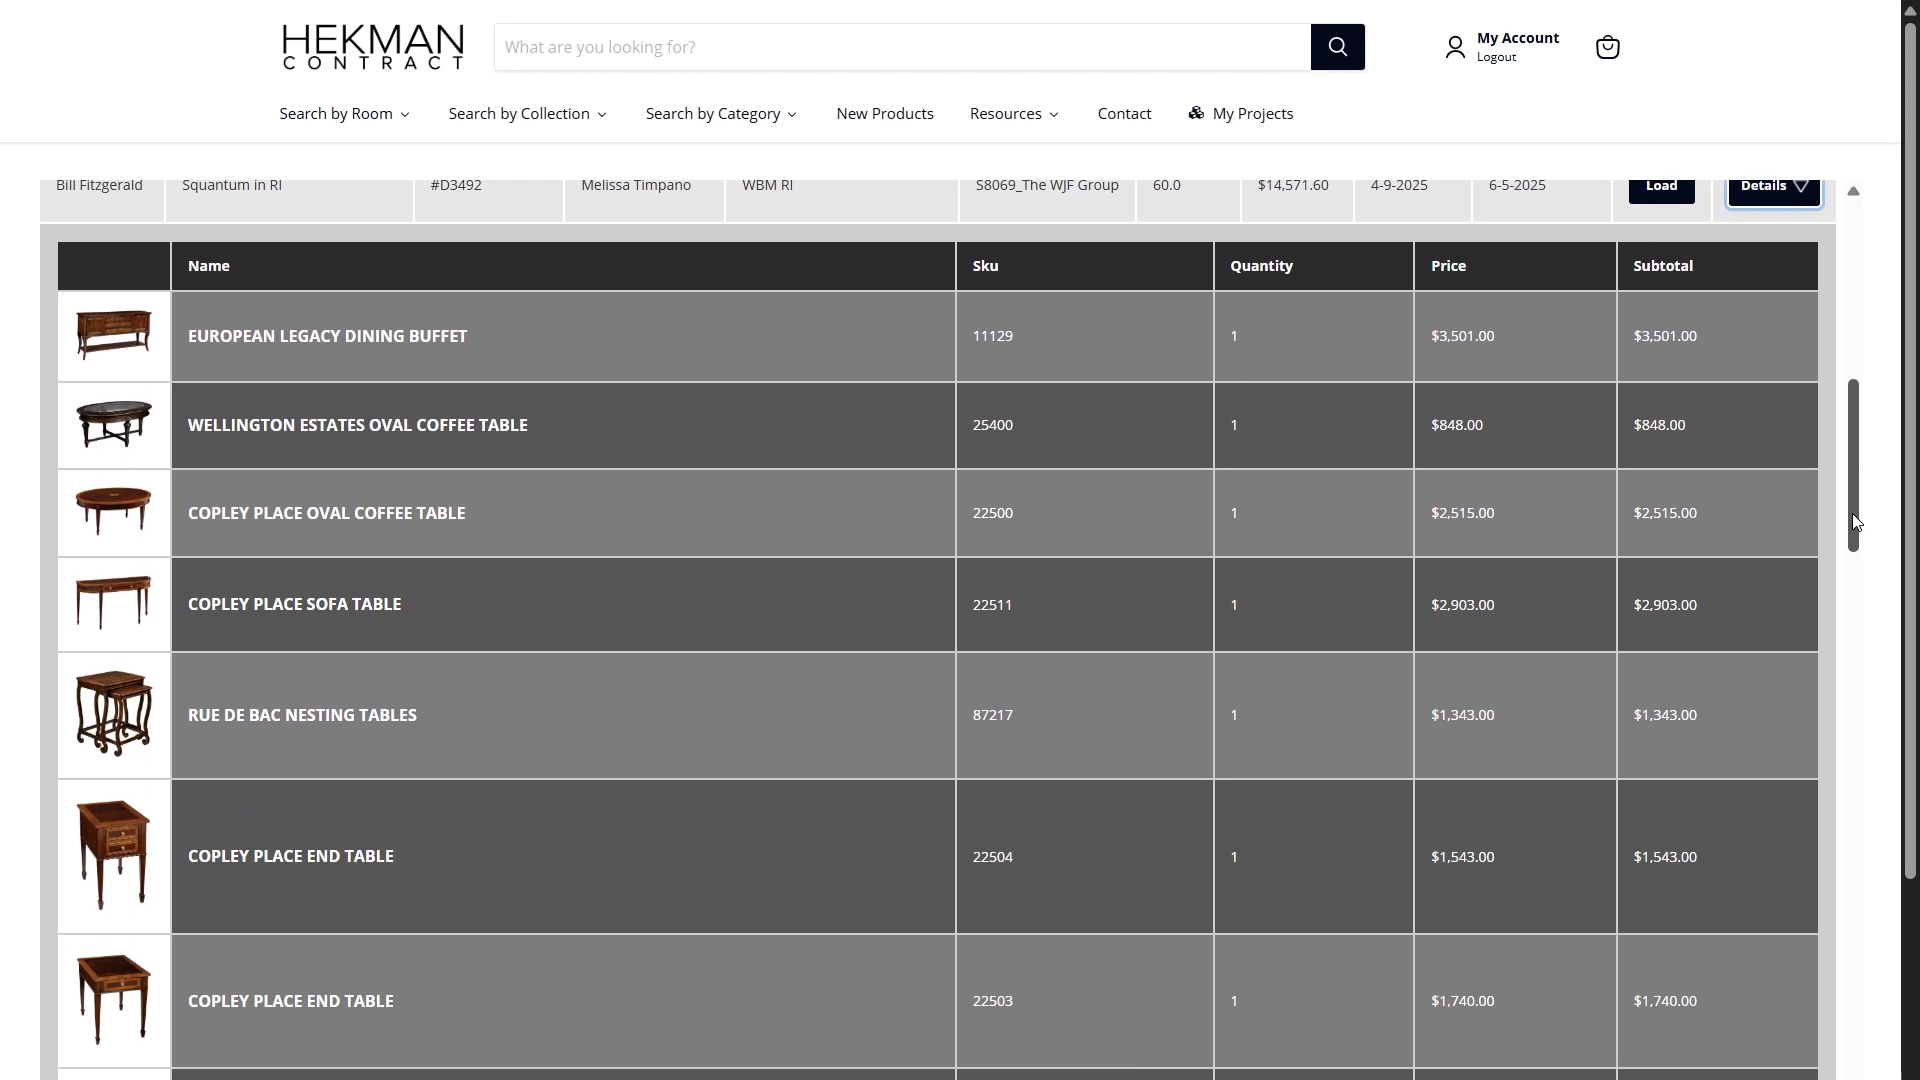 HEKMAN
CONTRACT
What are you looking for?
My Account
Logout
Search by Room
Search by Collection
Search by Category
New Products
Resources
Contact
My Projects
Bill Fitzgerald
Squantum in RI
#D3492
Melissa Timpano
WBM RI
S8069_The WJF Group
60.0
$14,571.60
4-9-2025
6-5-2025
Load
Details
Name Sku Quantity Price Subtotal
EUROPEAN LEGACY DINING BUFFET 11129 1 $3,501.00 $3,501.00
WELLINGTON ESTATES OVAL COFFEE TABLE 25400 1 $848.00 $848.00
COPLEY PLACE OVAL COFFEE TABLE 22500 1 $2,515.00 $2,515.00
COPLEY PLACE SOFA TABLE 22511 1 $2,903.00 $2,903.00
RUE DE BAC NESTING TABLES 87217 1 $1,343.00 $1,343.00
COPLEY PLACE END TABLE 22504 1 $1,543.00 $1,543.00
COPLEY PLACE END TABLE 22503 1 $1,740.00 $1,740.00